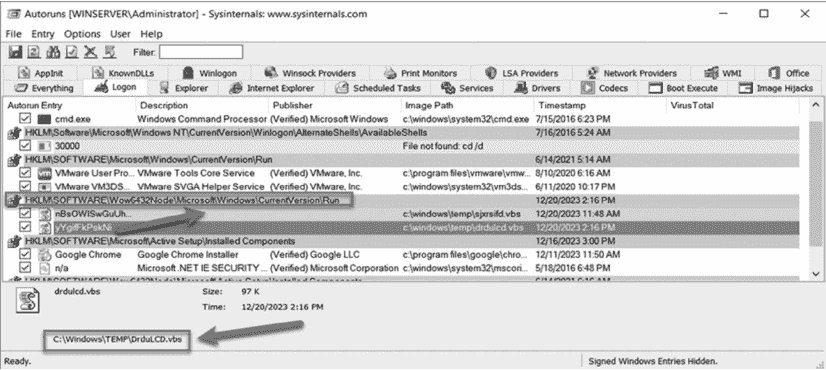 Autoruns [WINSERVER\Administrator] - Sysinternals: www.sysinternals.com
File Entry Options User Help
Filter:
AppInit KnownDLLs Winlogon Winsock Providers Print Monitors LSA Providers Network Providers WMI Office
Everything Logon Explorer Internet Explorer Scheduled Tasks Services Drivers Codecs Boot Execute Image Hijacks
Autorun Entry Description Publisher Image Path Timestamp VirusTotal
cmd.exe Windows Command Processor (Verified) Microsoft Windows c:\windows\system32\cmd.exe 7/15/2016 6:23 PM
HKLM\Software\Microsoft\Windows NT\CurrentVersion\Winlogon\AlternateShells\AvailableShells 7/16/2016 5:24 AM
30000 File not found: cd /d
HKLM\SOFTWARE\Microsoft\Windows\CurrentVersion\Run 6/14/2021 5:14 AM
VMware User Pro... VMware Tools Core Service (Verified) VMware, Inc. c:\program files\vmware\vmw... 8/10/2020 6:16 AM
VMware VM3DS... VMware SVGA Helper Service (Verified) VMware, Inc. c:\windows\system32\vm3ds... 6/11/2020 10:17 PM
HKLM\SOFTWARE\Wow6432Node\Microsoft\Windows\CurrentVersion\Run 12/20/2023 2:16 PM
nBsOWISwGuUh... c:\windows\temp\sjxrsifd.vbs 12/20/2023 11:48 AM
yYgifFkPskNi c:\windows\temp\drdulcd.vbs 12/20/2023 2:16 PM
HKLM\SOFTWARE\Microsoft\Active Setup\Installed Components 12/16/2023 3:00 PM
Google Chrome Google Chrome Installer (Verified) Google LLC c:\program files\google\chro... 12/11/2023 11:50 AM
n/a Microsoft .NET IE SECURITY ... (Verified) Microsoft Corporation c:\windows\system32\mscori... 5/18/2016 6:48 PM
drdulcd.vbs Size: 97 K
Time: 12/20/2023 2:16 PM
C:\Windows\TEMP\DrduLCD.vbs
Ready. Signed Windows Entries Hidden.